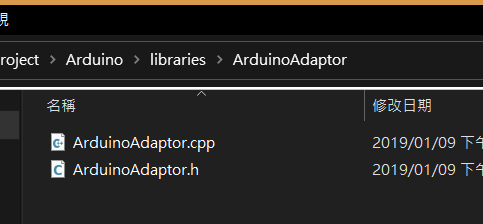 視
roject > Arduino > libraries > ArduinoAdaptor
名稱 修改日期
ArduinoAdaptor.cpp 2019/01/09 下午
ArduinoAdaptor.h 2019/01/09 下午